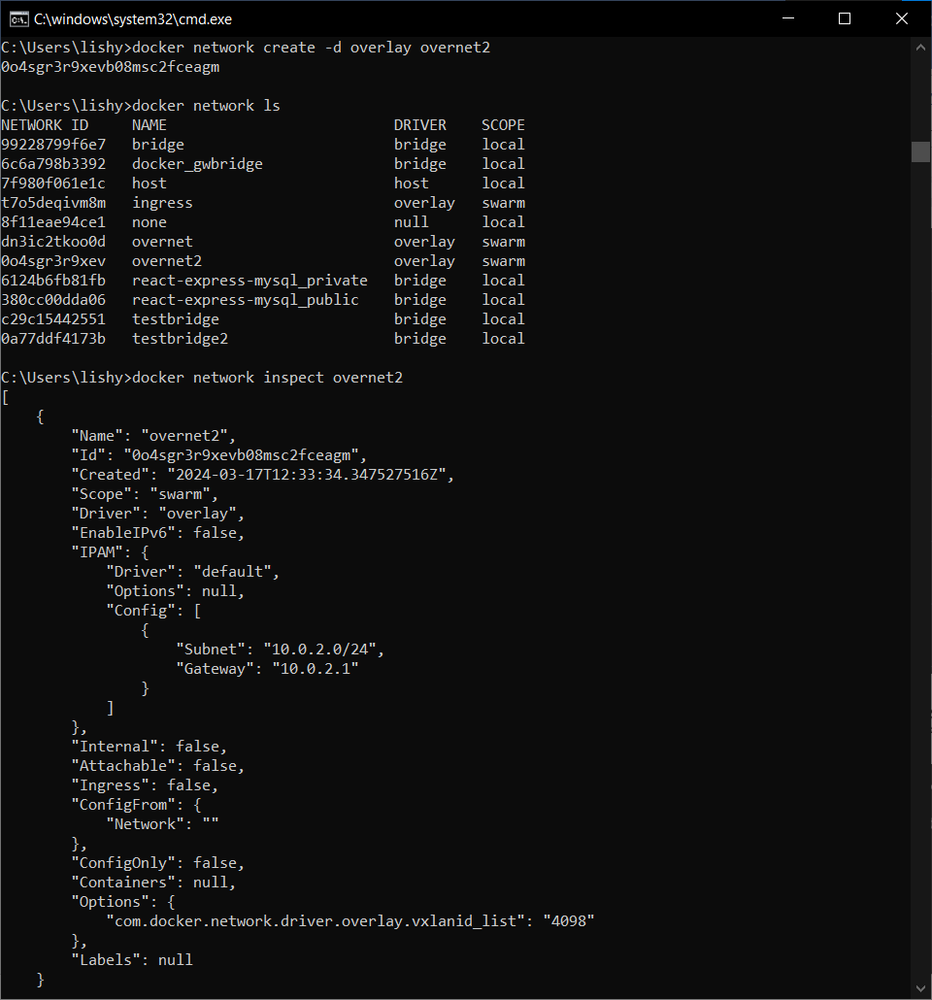 C:\windows\system32\cmd.exe
C:\Users\lishy>docker network create -d overlay overnet2
0o4sgr3r9xevb08msc2fceagm
C:\Users\lishy>docker network ls
NETWORK ID     NAME                          DRIVER    SCOPE
99228799f6e7   bridge                        bridge    local
6c6a798b3392   docker_gwbridge               bridge    local
7f980f061e1c   host                          host      local
t7o5deqivm8m   ingress                       overlay   swarm
8f11eae94ce1   none                          null      local
dn3ic2tkoo0d   overnet                       overlay   swarm
0o4sgr3r9xev   overnet2                      overlay   swarm
6124b6fb81fb   react-express-mysql_private   bridge    local
380cc00dda06   react-express-mysql_public    bridge    local
c29c15442551   testbridge                    bridge    local
0a77ddf4173b   testbridge2                   bridge    local
C:\Users\lishy>docker network inspect overnet2
[
    {
        "Name": "overnet2",
        "Id": "0o4sgr3r9xevb08msc2fceagm",
        "Created": "2024-03-17T12:33:34.347527516Z",
        "Scope": "swarm",
        "Driver": "overlay",
        "EnableIPv6": false,
        "IPAM": {
            "Driver": "default",
            "Options": null,
            "Config": [
                {
                    "Subnet": "10.0.2.0/24",
                    "Gateway": "10.0.2.1"
                }
            ]
        },
        "Internal": false,
        "Attachable": false,
        "Ingress": false,
        "ConfigFrom": {
            "Network": ""
        },
        "ConfigOnly": false,
        "Containers": null,
        "Options": {
            "com.docker.network.driver.overlay.vxlanid_list": "4098"
        },
        "Labels": null
    }